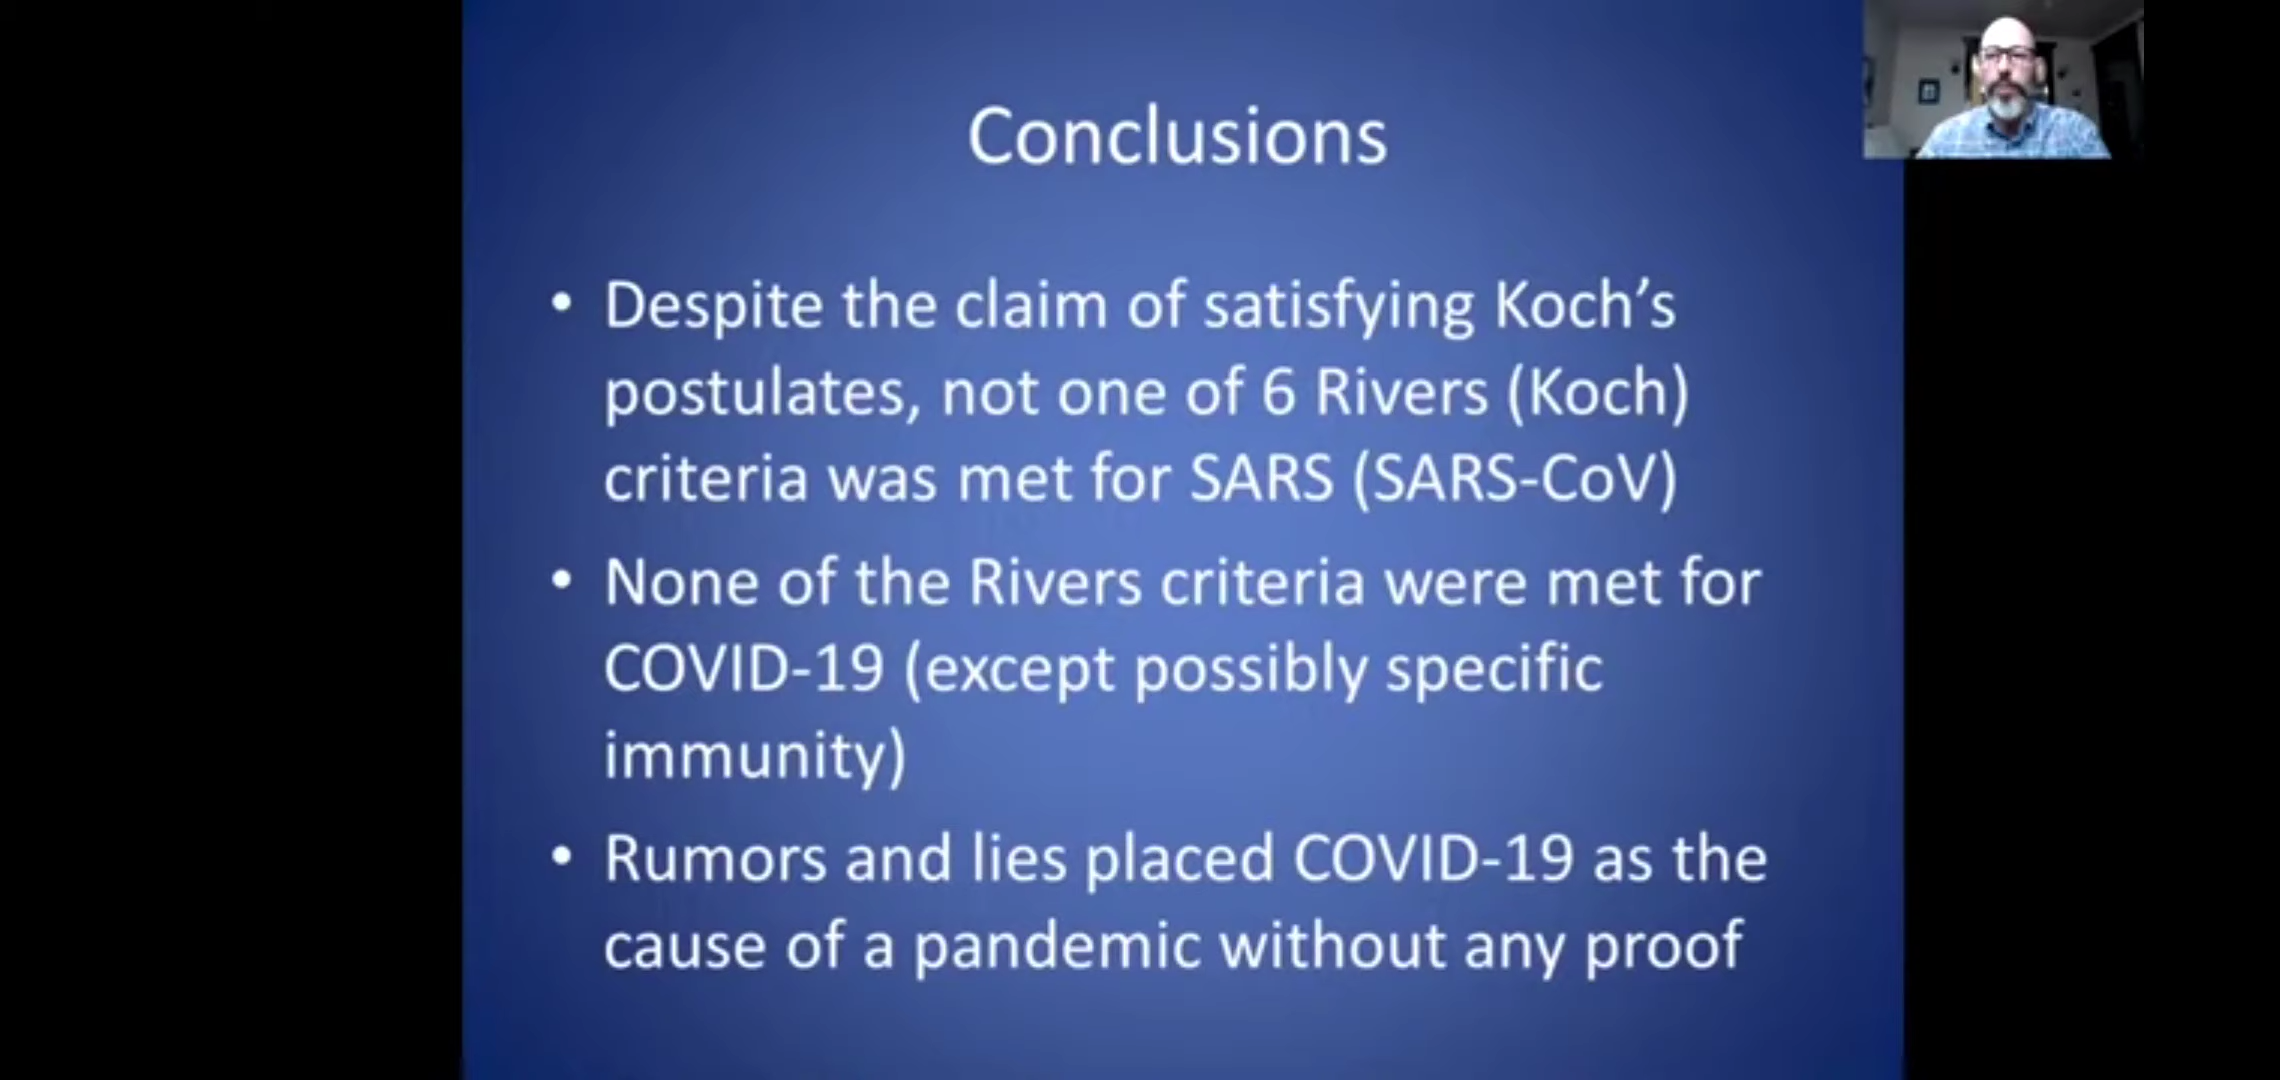 Conclusions
• Despite the claim of satisfying Koch’s
postulates, not one of 6 Rivers (Koch)
criteria was met for SARS (SARS-CoV)
• None of the Rivers criteria were met for
COVID-19 (except possibly specific
immunity)
• Rumors and lies placed COVID-19 as the
cause of a pandemic without any proof